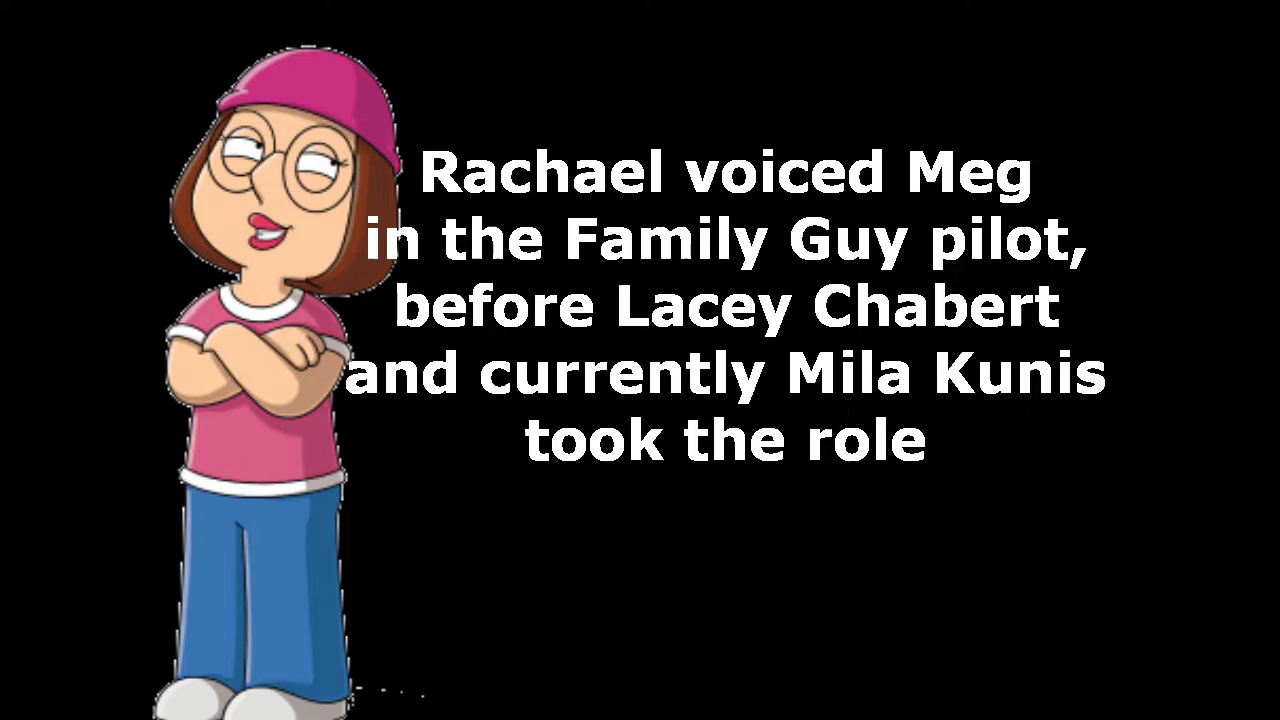 Rachael voiced Meg
in the Family Guy pilot,
before Lacey Chabert
and currently Mila Kunis
took the role